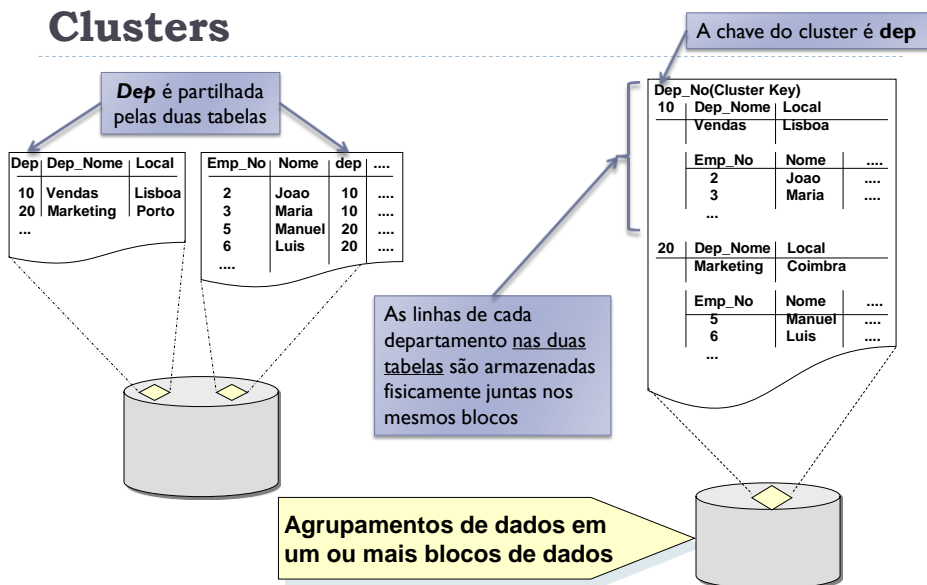 Clusters
A chave do cluster é dep
Dep é partilhada
pelas duas tabelas
Dep Dep_Nome Local
10 Vendas Lisboa
20 Marketing Porto
...
Emp_No Nome dep ....
2 Joao 10 ....
3 Maria 10 ....
5 Manuel 20 ....
6 Luis 20 ....
....
Dep_No(Cluster Key)
10 Dep_Nome Local
Vendas Lisboa
Emp_No Nome ....
2 Joao ....
3 Maria ....
...
20 Dep_Nome Local
Marketing Coimbra
Emp_No Nome ....
5 Manuel ....
6 Luis ....
...
As linhas de cada
departamento nas duas
tabelas são armazenadas
fisicamente juntas nos
mesmos blocos
Agrupamentos de dados em
um ou mais blocos de dados